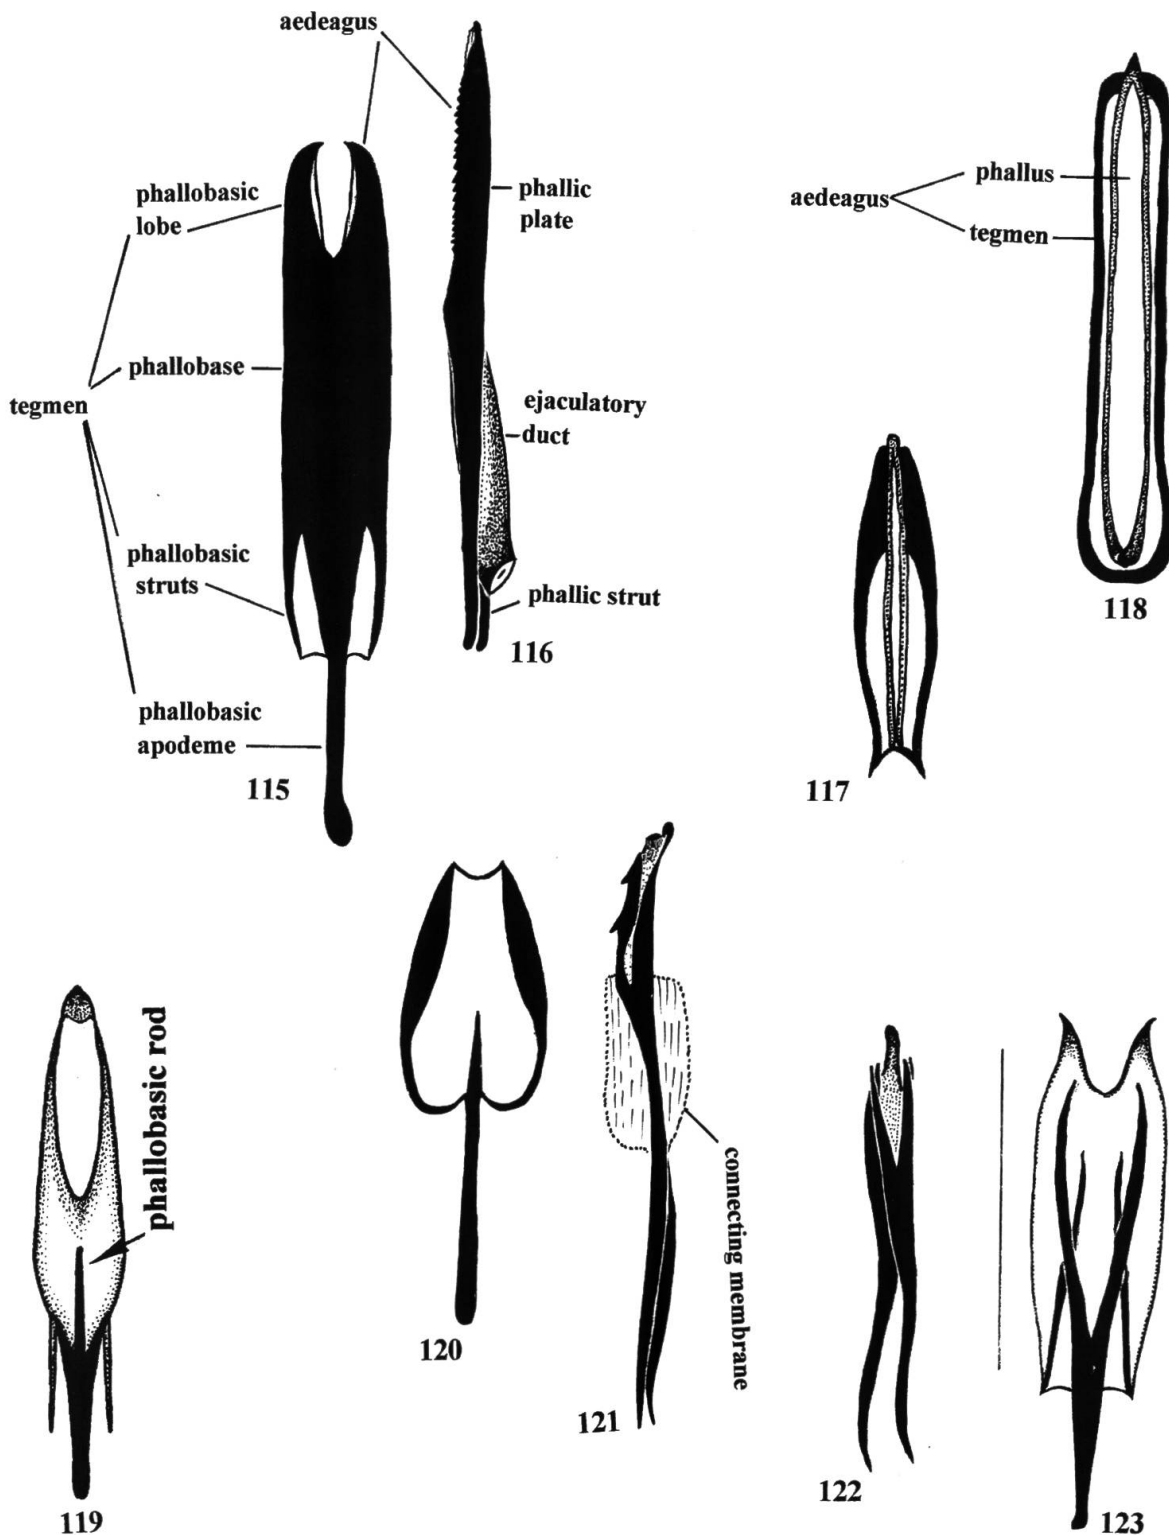 aedeagus
phallobasic
lobe
phallic
plate
phallobase
tegmen
ejaculatory
duct
phallobasic
struts
phallic strut
116
phallobasic
apodeme
115
phallus
aedeagus
tegmen
118
117
phallobasic rod
119
120
connecting membrane
121
122
123